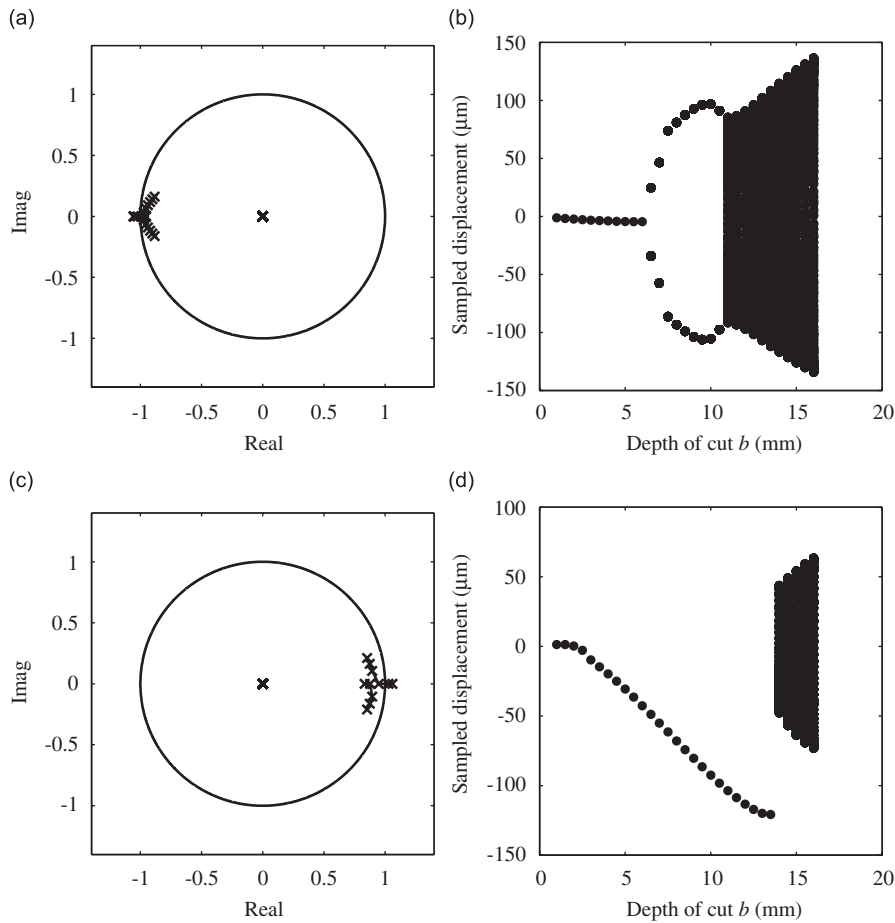 (a)
1
0.5
0
-0.5
-1
Imag
-1 -0.5 0 0.5 1
Real
(b)
150
100
50
0
-50
-100
-150
Sampled displacement (μm)
0 5 10 15 20
Depth of cut b (mm)
(c)
1
0.5
0
-0.5
-1
Imag
-1 -0.5 0 0.5 1
Real
(d)
100
50
0
-50
-100
-150
Sampled displacement (μm)
0 5 10 15 20
Depth of cut b (mm)